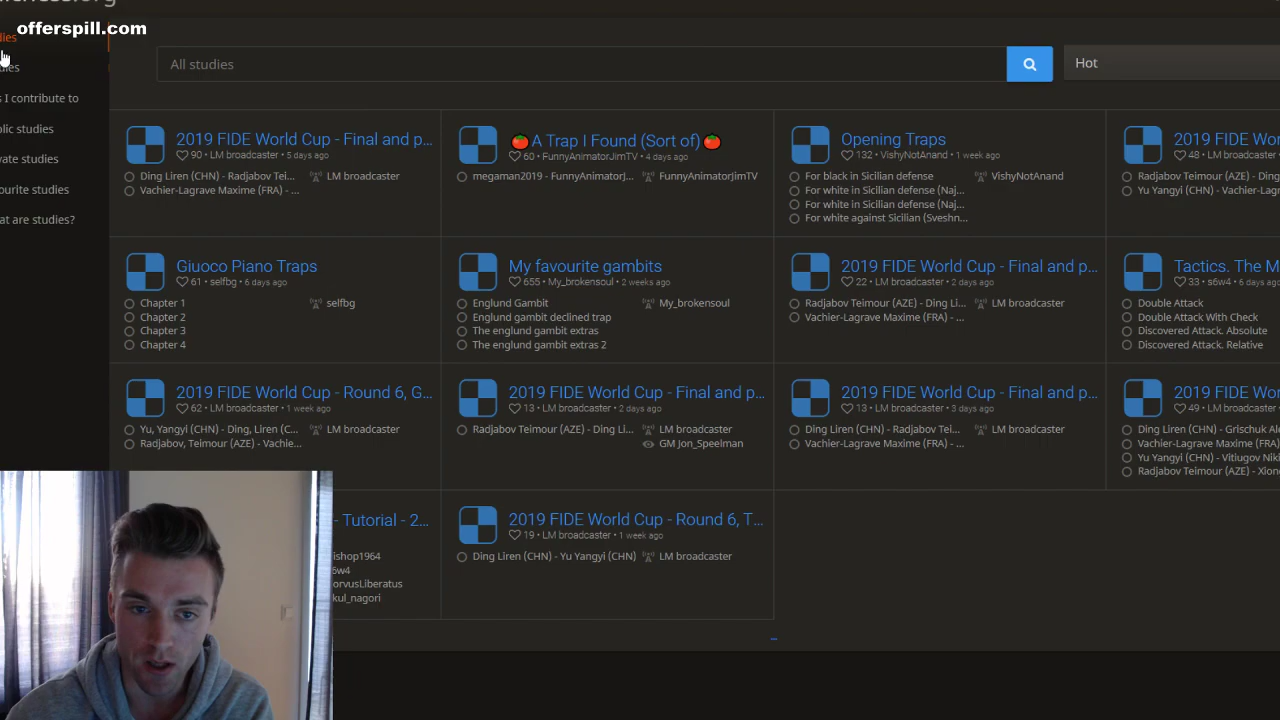 offerspill.com
All studies
Hot
I contribute to
2019 FIDE World Cup - Final and p...
90 • LM broadcaster • 5 days ago
Ding Liren (CHN) - Radjabov Tei...
Vachier-Lagrave Maxime (FRA) - ...
LM broadcaster
A Trap I Found (Sort of)
60 • FunnyAnimatorJimTV • 4 days ago
megaman2019 - FunnyAnimatorJ...
FunnyAnimatorJimTV
Opening Traps
132 • VishyNotAnand • 1 week ago
For black in Sicilian defense
For white in Sicilian defense (Naj...
For white in Sicilian defense (Naj...
For white against Sicilian (Sveshn...
VishyNotAnand
2019 FIDE Wor
48 • LM broadcaster
Radjabov Teimour (AZE) - Ding
Yu Yangyi (CHN) - Vachier-Lagr
studies
studies
at are studies?
Giuoco Piano Traps
61 • selfbg • 6 days ago
Chapter 1
Chapter 2
Chapter 3
Chapter 4
selfbg
My favourite gambits
655 • My_brokensoul • 2 weeks ago
Englund Gambit
Englund gambit declined trap
The englund gambit extras
The englund gambit extras 2
My_brokensoul
2019 FIDE World Cup - Final and p...
22 • LM broadcaster • 2 days ago
Radjabov Teimour (AZE) - Ding Li...
Vachier-Lagrave Maxime (FRA) - ...
LM broadcaster
Tactics. The M
33 • s6w4 • 6 days ago
Double Attack
Double Attack With Check
Discovered Attack. Absolute
Discovered Attack. Relative
2019 FIDE World Cup - Round 6, G...
62 • LM broadcaster • 1 week ago
Yu, Yangyi (CHN) - Ding, Liren (C...
Radjabov, Teimour (AZE) - Vachie...
LM broadcaster
2019 FIDE World Cup - Final and p...
13 • LM broadcaster • 2 days ago
Radjabov Teimour (AZE) - Ding Li...
LM broadcaster
GM Jon_Speelman
2019 FIDE World Cup - Final and p...
13 • LM broadcaster • 3 days ago
Ding Liren (CHN) - Radjabov Tei...
Vachier-Lagrave Maxime (FRA) - ...
LM broadcaster
2019 FIDE Wor
49 • LM broadcaster
Ding Liren (CHN) - Grischuk Ale
Vachier-Lagrave Maxime (FRA)
Yu Yangyi (CHN) - Vitiugov Niki
Radjabov Teimour (AZE) - Xion
- Tutorial - 2...
ishop1964
6w4
orvusLiberatus
kul_nagori
2019 FIDE World Cup - Round 6, T...
19 • LM broadcaster • 1 week ago
Ding Liren (CHN) - Yu Yangyi (CHN)
LM broadcaster